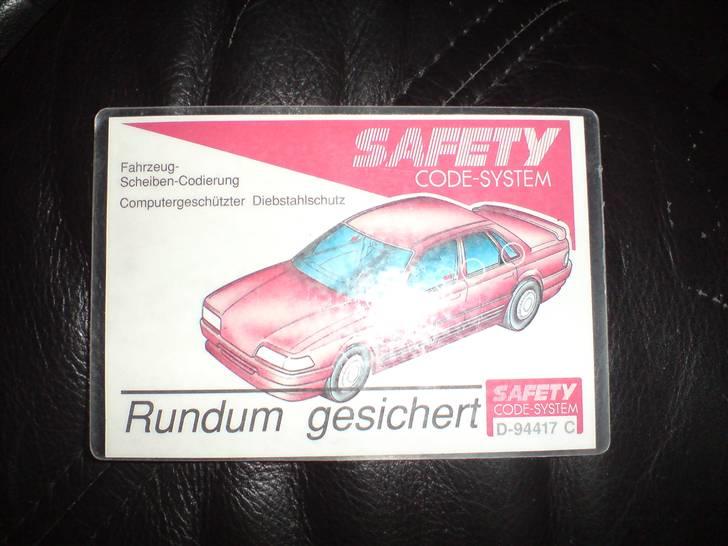 SAFETY
CODE-SYSTEM
Fahrzeug-
Scheiben-Codierung
Computergeschützter Diebstahlschutz
Rundum gesichert
SAFETY
CODE-SYSTEM
D-94417 C